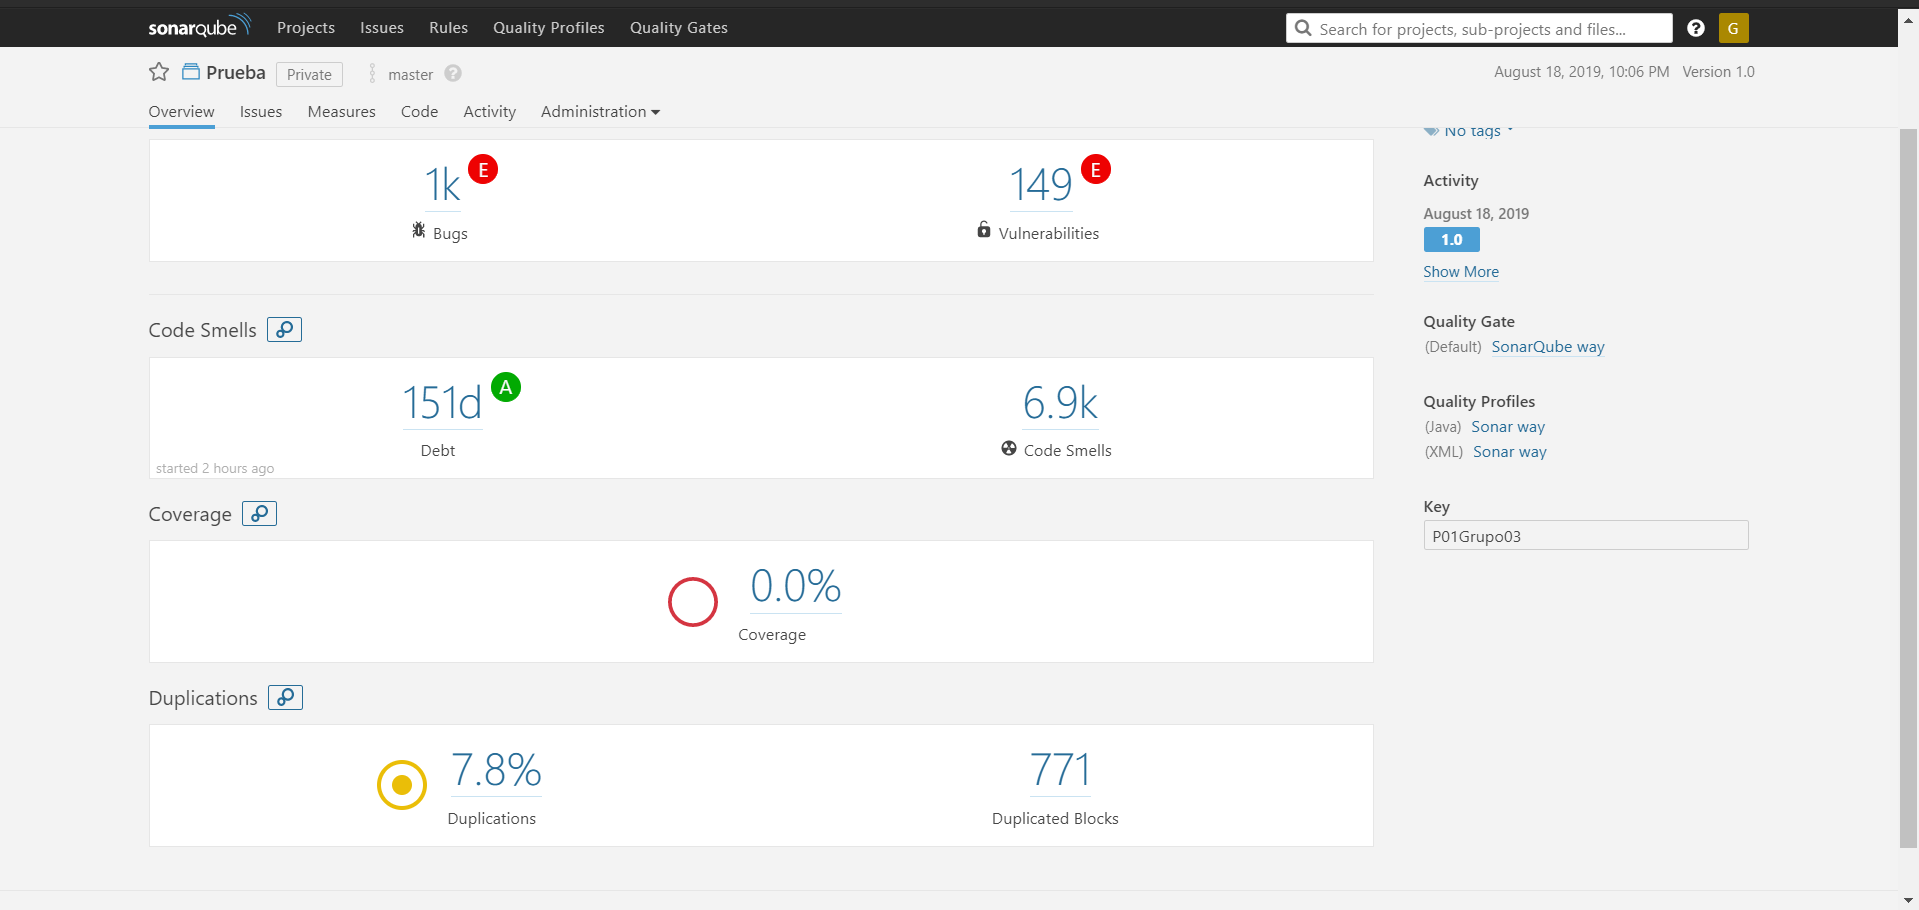 sonarqube Projects Issues Rules Quality Profiles Quality Gates Search for projects, sub-projects and files... ? G
Prueba Private master ? August 18, 2019, 10:06 PM Version 1.0
Overview Issues Measures Code Activity Administration
No tags
1k E 149 E
Bugs Vulnerabilities
Activity
August 18, 2019
1.0
Show More
Code Smells
151d A 6.9k
Debt Code Smells
started 2 hours ago
Quality Gate
(Default) SonarQube way
Quality Profiles
(Java) Sonar way
(XML) Sonar way
Key
P01Grupo03
Coverage
0.0%
Coverage
Duplications
7.8% 771
Duplications Duplicated Blocks